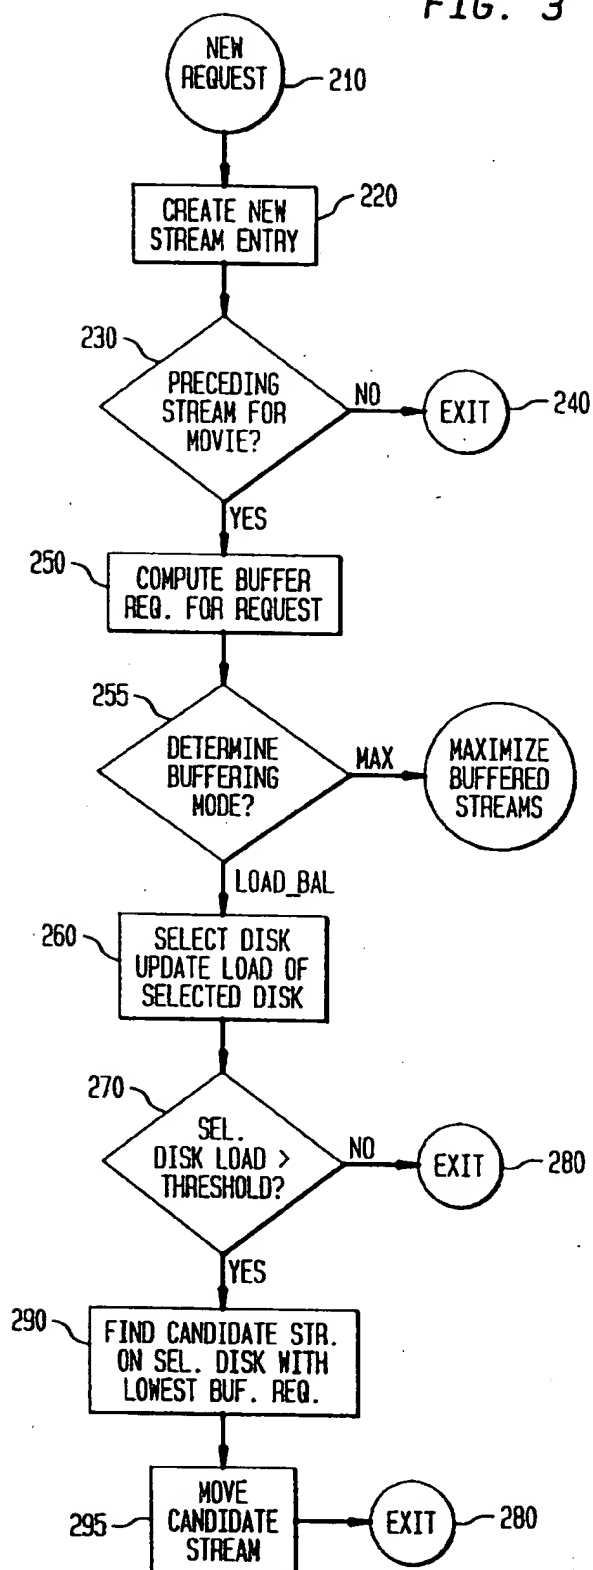 FIG. 3
NEW
REQUEST
210
CREATE NEW
STREAM ENTRY
220
230
PRECEDING
STREAM FOR
MOVIE?
NO
EXIT
240
YES
250
COMPUTE BUFFER
REQ. FOR REQUEST
255
DETERMINE
BUFFERING
MODE?
MAX
MAXIMIZE
BUFFERED
STREAMS
LOAD_BAL
260
SELECT DISK
UPDATE LOAD OF
SELECTED DISK
270
SEL.
DISK LOAD >
THRESHOLD?
NO
EXIT
280
YES
290
FIND CANDIDATE STR.
ON SEL. DISK WITH
LOWEST BUF. REQ.
295
MOVE
CANDIDATE
STREAM
EXIT
280